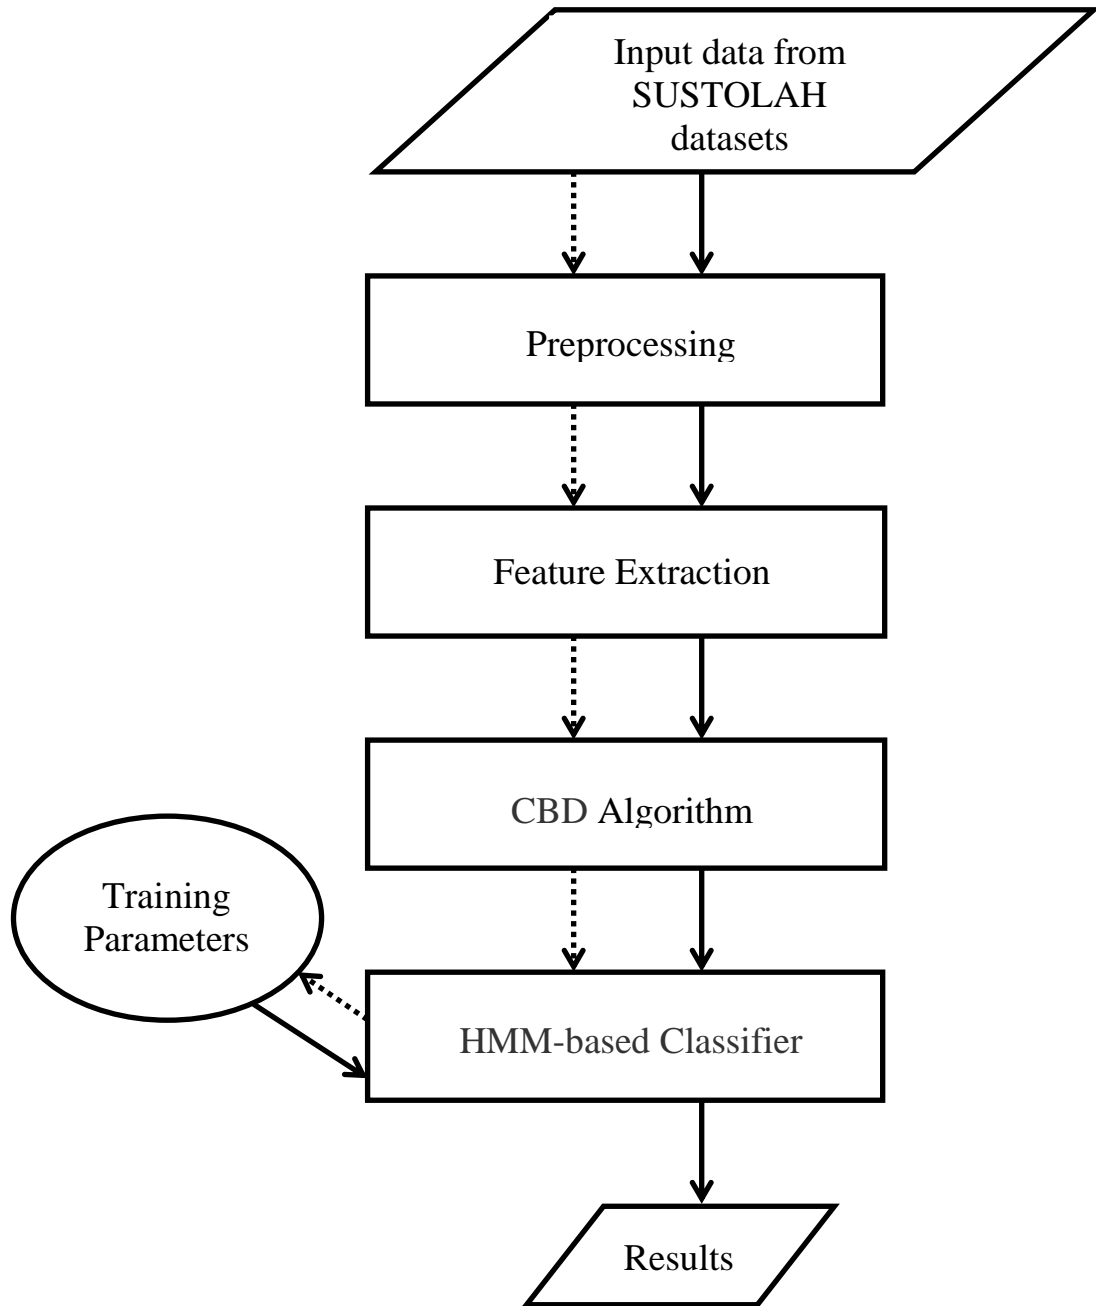 Input data from
SUSTOLAH
datasets
Preprocessing
Feature Extraction
CBD Algorithm
Training
Parameters
HMM-based Classifier
Results